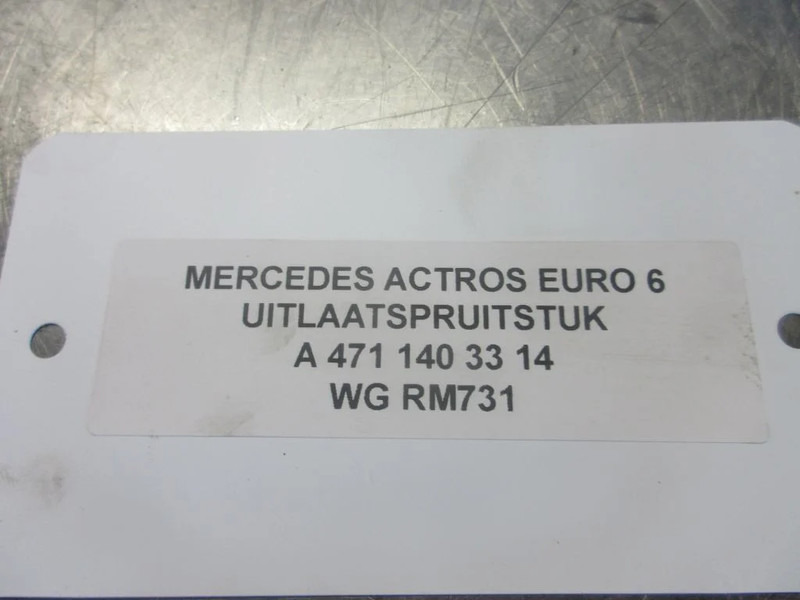 MERCEDES ACTROS EURO 6
UITLAATSPRUITSTUK
A 471 140 33 14
WG RM731